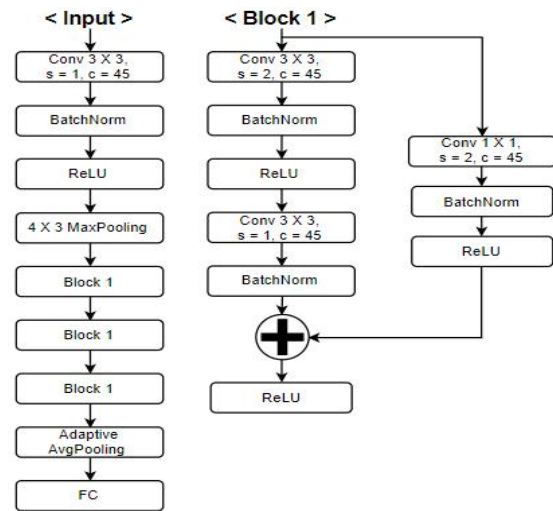 < Input >
Conv 3 X 3,
s = 1, c = 45
BatchNorm
ReLU
4 X 3 MaxPooling
Block 1
Block 1
Block 1
Adaptive
AvgPooling
FC
< Block 1 >
Conv 3 X 3,
s = 2, c = 45
BatchNorm
ReLU
Conv 3 X 3,
s = 1, c = 45
BatchNorm
ReLU
Conv 1 X 1,
s = 2, c = 45
BatchNorm
ReLU